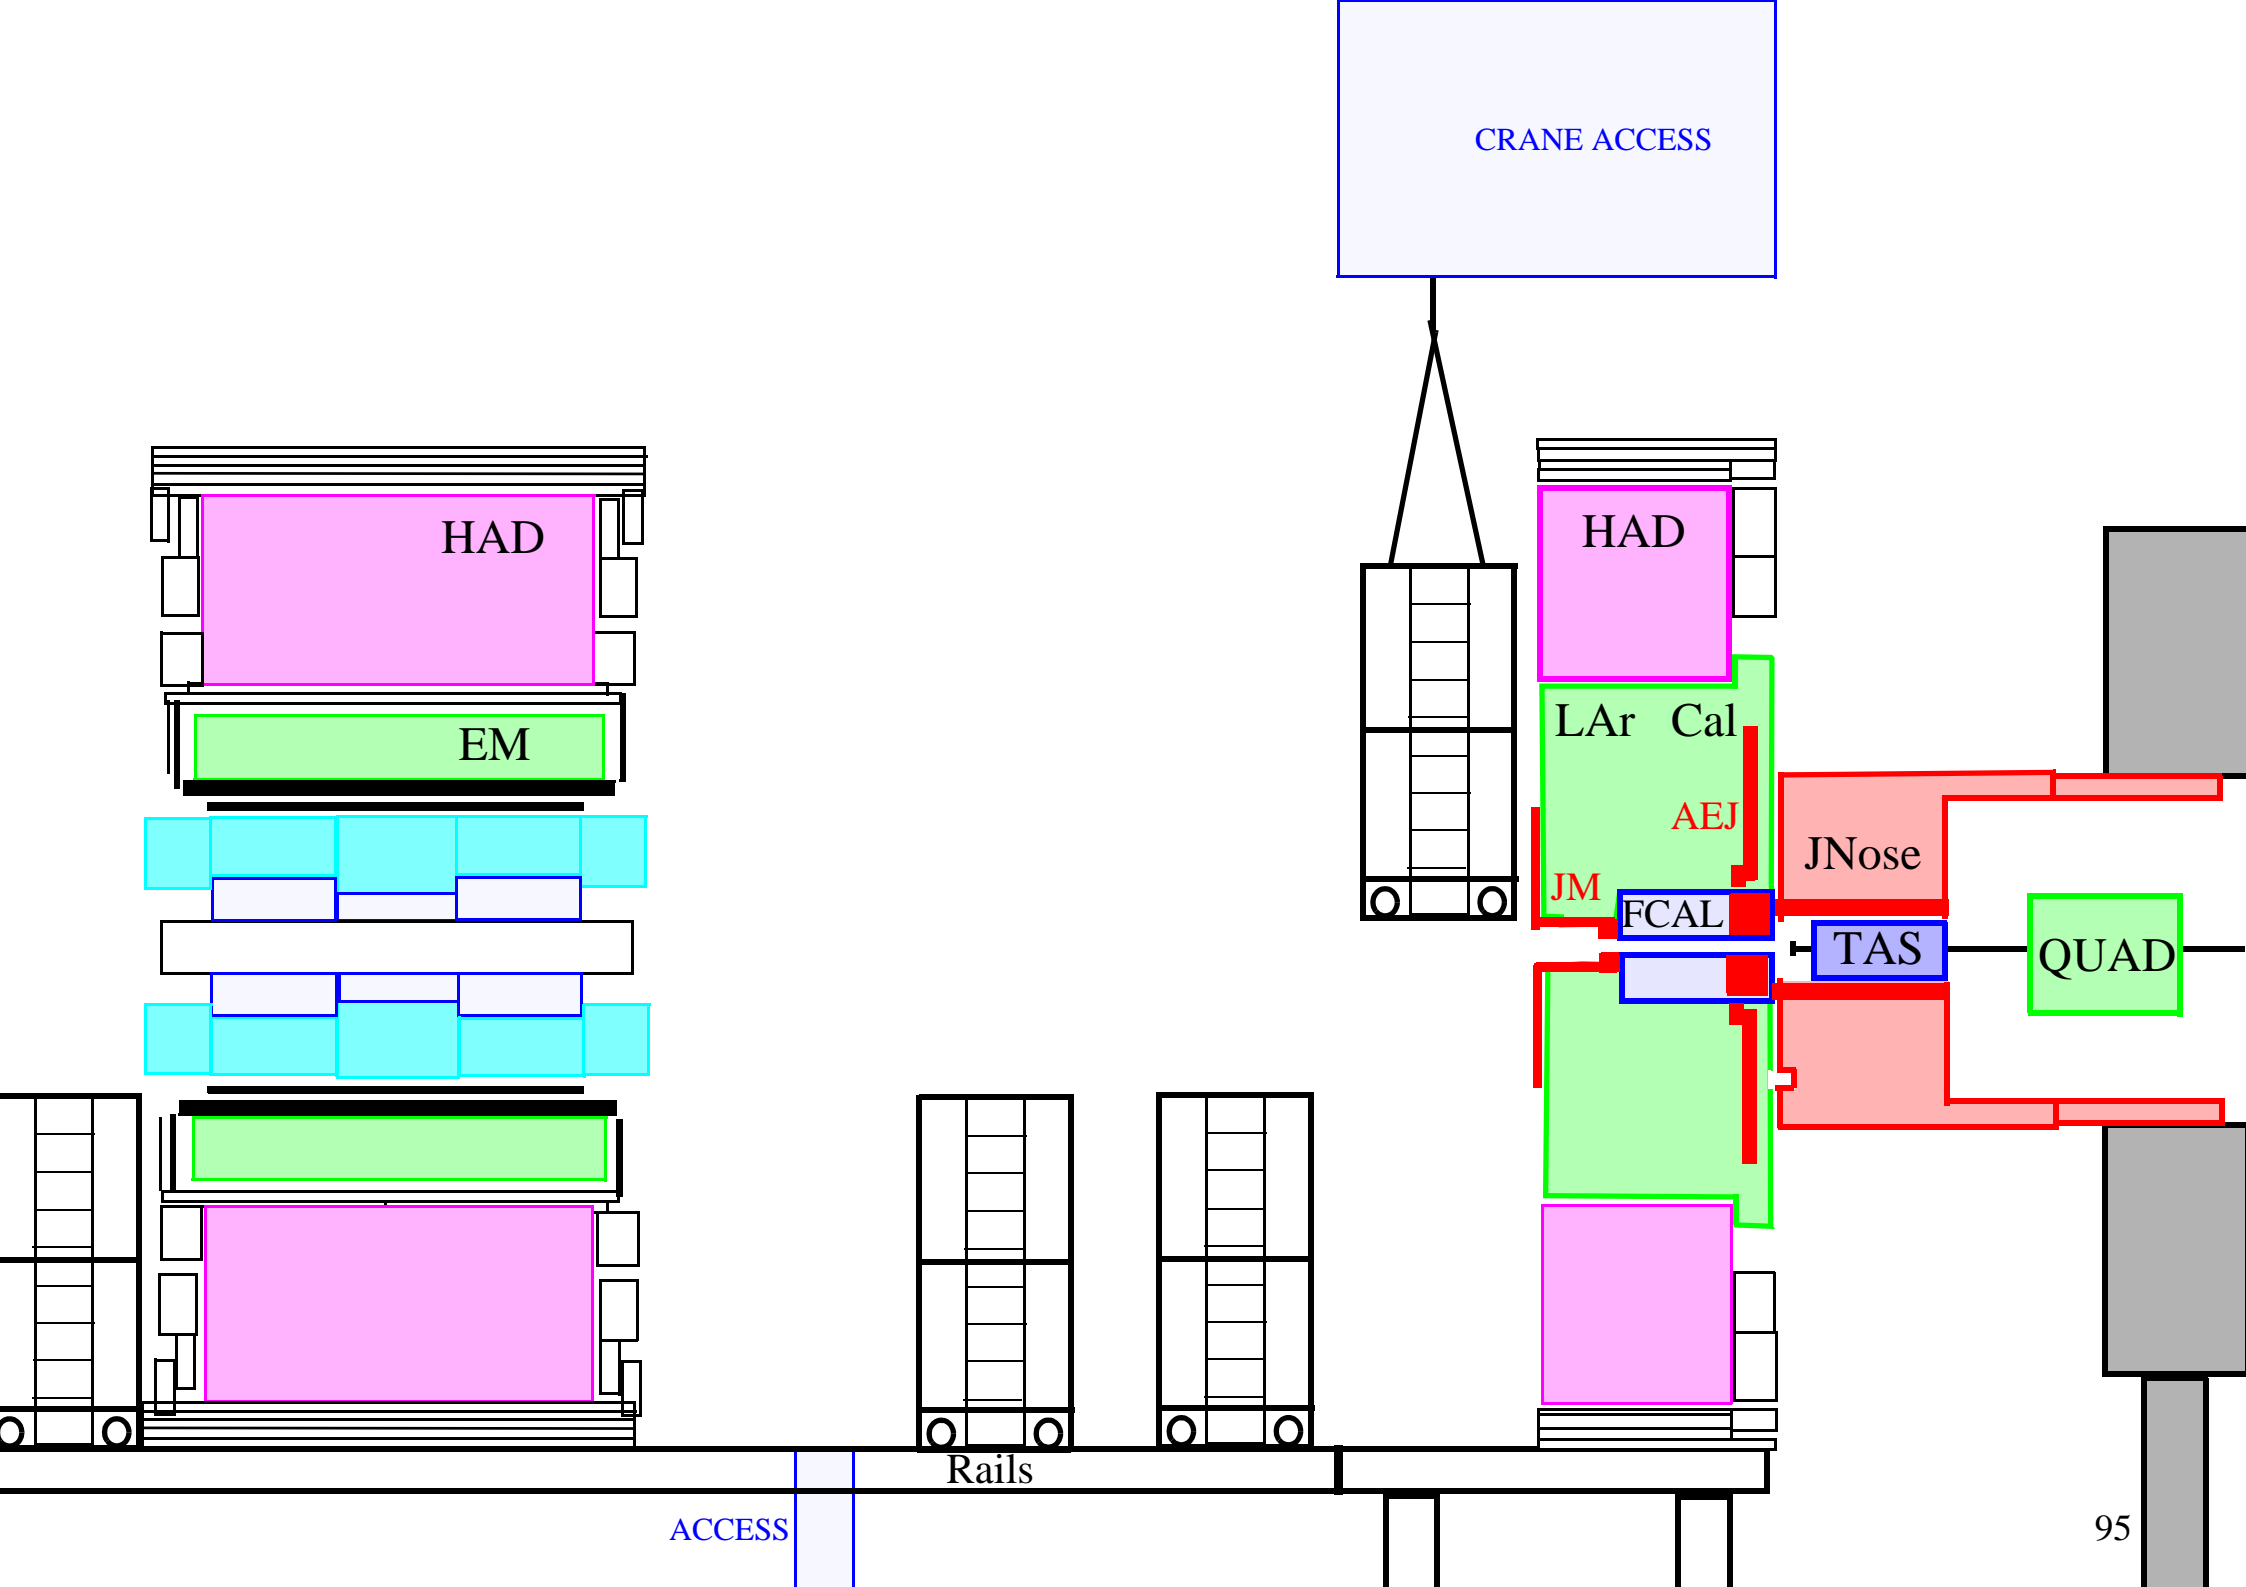 CRANE ACCESS
HAD
HAD
LAr Cal
EM
AEJ
JNose
JM
FCAL
TAS
QUAD
Rails
ACCESS
95